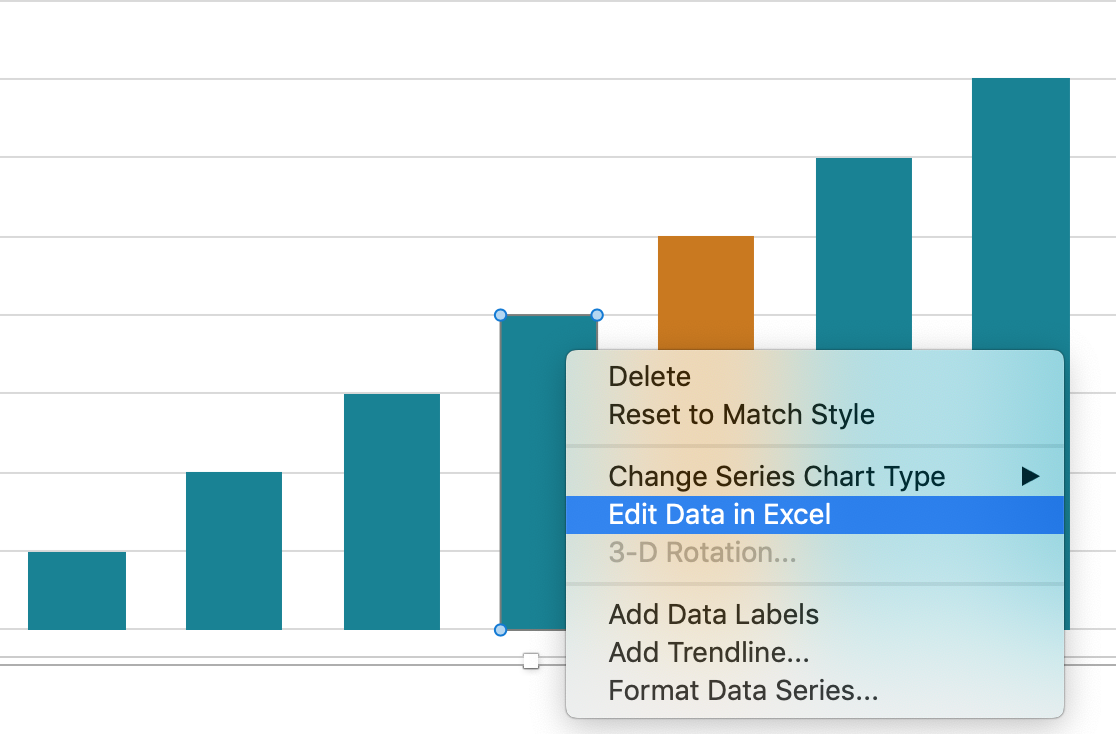 Delete
Reset to Match Style
Change Series Chart Type
Edit Data in Excel
3-D Rotation...
Add Data Labels
Add Trendline...
Format Data Series...